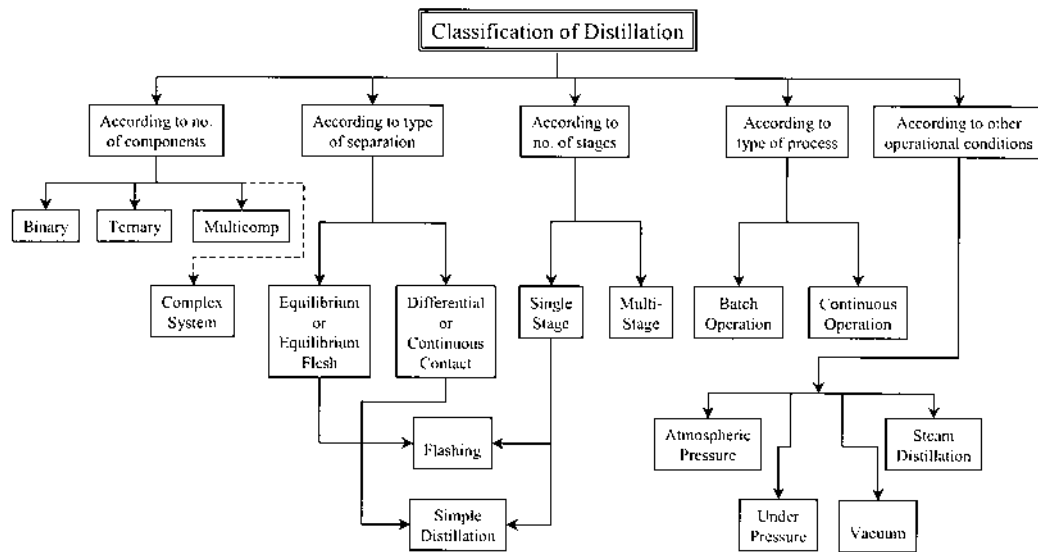 Classification of Distillation
According to no.
of components
According to type
of separation
According to
no. of stages
According to
type of process
According to other
operational conditions
Binary
Ternary
Multicomp
Complex
System
Equilibrium
or
Equilibrium
Flesh
Differential
or
Continuous
Contact
Single
Stage
Multi-
Stage
Batch
Operation
Continuous
Operation
Flashing
Simple
Distillation
Atmospheric
Pressure
Steam
Distillation
Under
Pressure
Vacuum